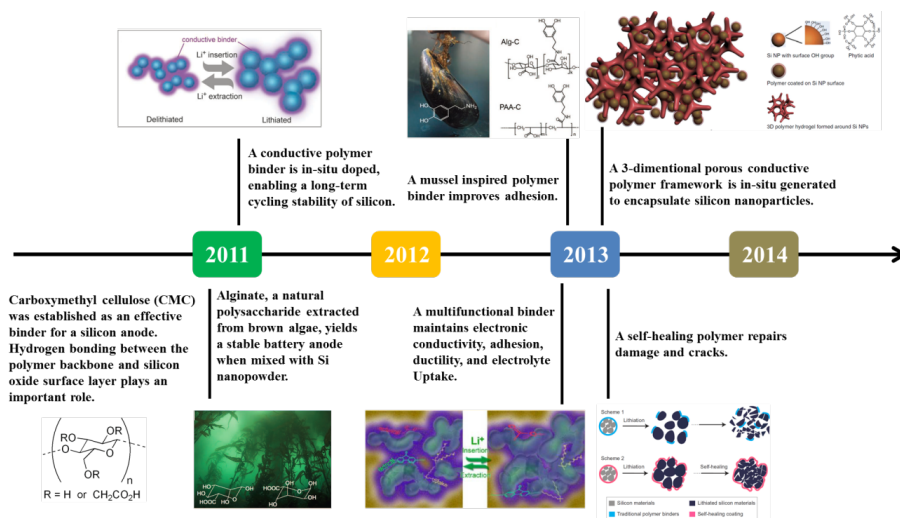 conductive binder
Li⁺ insertion
Li⁺ extraction
Delithiated
Lithiated
A conductive polymer
binder is in-situ doped,
enabling a long-term
cycling stability of silicon.
Alg-C
PAA-C
HO
NH₂
A mussel inspired polymer
binder improves adhesion.
Si NP with surface OH group
Phytic acid
Polymer coated on Si NP surface
3D polymer hydrogel formed around Si NPs
A 3-dimentional porous conductive
polymer framework is in-situ generated
to encapsulate silicon nanoparticles.
2011
2012
2013
2014
Carboxymethyl cellulose (CMC)
was established as an effective
binder for a silicon anode.
Hydrogen bonding between the
polymer backbone and silicon
oxide surface layer plays an
important role.
RO
OR
O
O
OR
n
R = H or CH₂CO₂H
Alginate, a natural
polysaccharide extracted
from brown algae, yields
a stable battery anode
when mixed with Si
nanopowder.
A multifunctional binder
maintains electronic
conductivity, adhesion,
ductility, and electrolyte
Uptake.
Li⁺
Insertion
Extraction
A self-healing polymer repairs
damage and cracks.
Scheme 1
Lithiation
Scheme 2
Lithiation
Self-healing
Silicon materials
Lithiated silicon materials
Traditional polymer binders
Self-healing coating